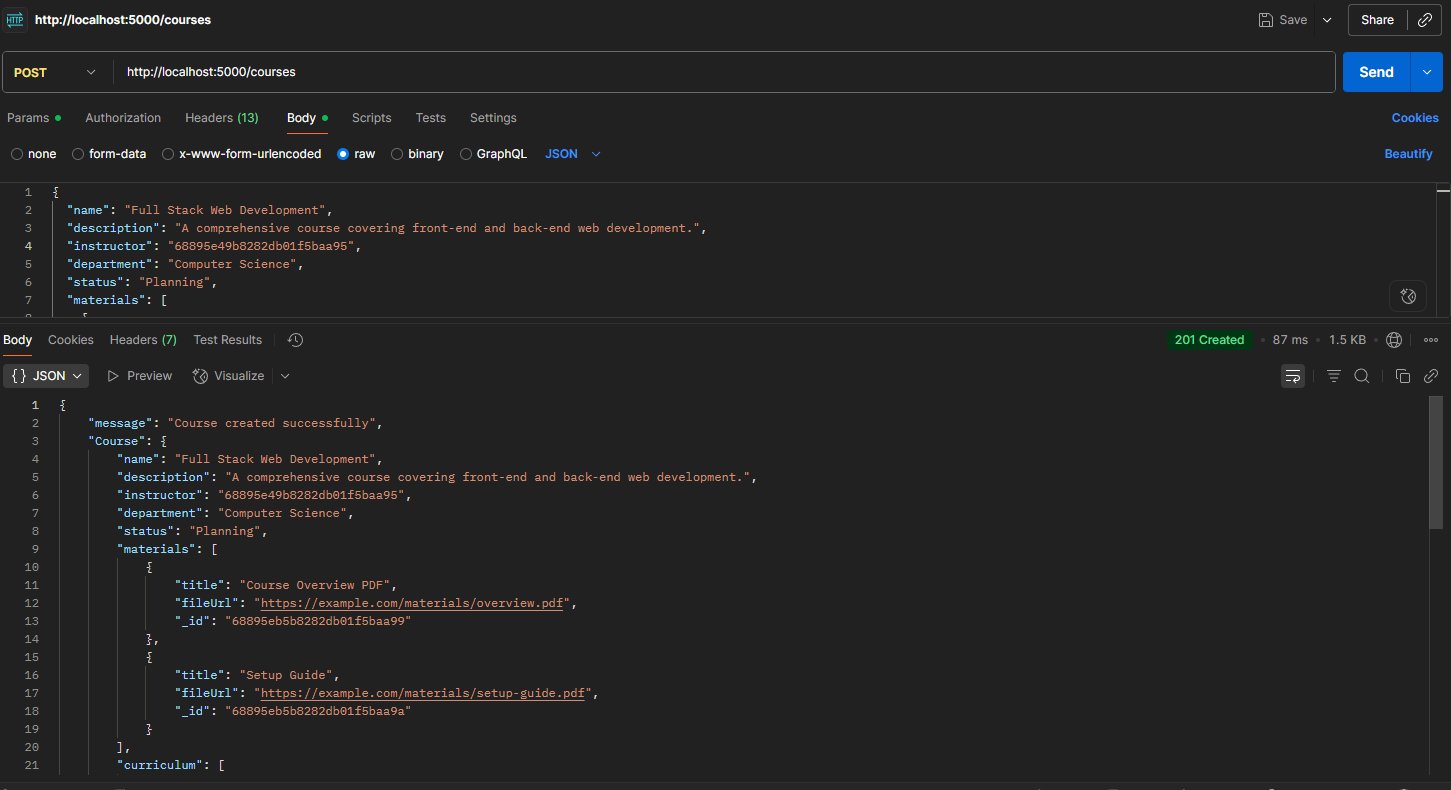 HTTP http://localhost:5000/courses Save Share
POST http://localhost:5000/courses Send
Params Authorization Headers (13) Body Scripts Tests Settings Cookies
none form-data x-www-form-urlencoded raw binary GraphQL JSON Beautify
1 {
2 "name": "Full Stack Web Development",
3 "description": "A comprehensive course covering front-end and back-end web development.",
4 "instructor": "68895e49b8282db01f5baa95",
5 "department": "Computer Science",
6 "status": "Planning",
7 "materials": [
8 {
Body Cookies Headers (7) Test Results 201 Created 87 ms 1.5 KB
{} JSON Preview Visualize
1 {
2 "message": "Course created successfully",
3 "Course": {
4 "name": "Full Stack Web Development",
5 "description": "A comprehensive course covering front-end and back-end web development.",
6 "instructor": "68895e49b8282db01f5baa95",
7 "department": "Computer Science",
8 "status": "Planning",
9 "materials": [
10 {
11 "title": "Course Overview PDF",
12 "fileUrl": "https://example.com/materials/overview.pdf",
13 "_id": "68895eb5b8282db01f5baa99"
14 },
15 {
16 "title": "Setup Guide",
17 "fileUrl": "https://example.com/materials/setup-guide.pdf",
18 "_id": "68895eb5b8282db01f5baa9a"
19 }
20 ],
21 "curriculum": [